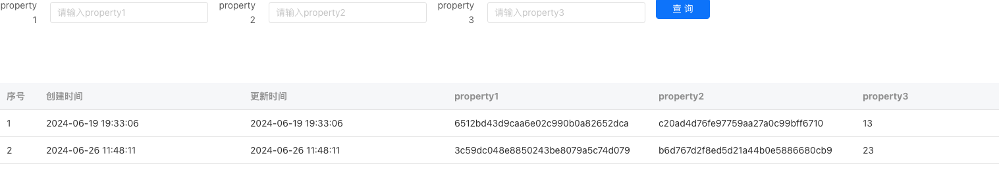 property 1 请输入property1 property 2 请输入property2 property 3 请输入property3 查 询
序号 创建时间 更新时间 property1 property2 property3
1 2024-06-19 19:33:06 2024-06-19 19:33:06 6512bd43d9caa6e02c990b0a82652dca c20ad4d76fe97759aa27a0c99bff6710 13
2 2024-06-26 11:48:11 2024-06-26 11:48:11 3c59dc048e8850243be8079a5c74d079 b6d767d2f8ed5d21a44b0e5886680cb9 23